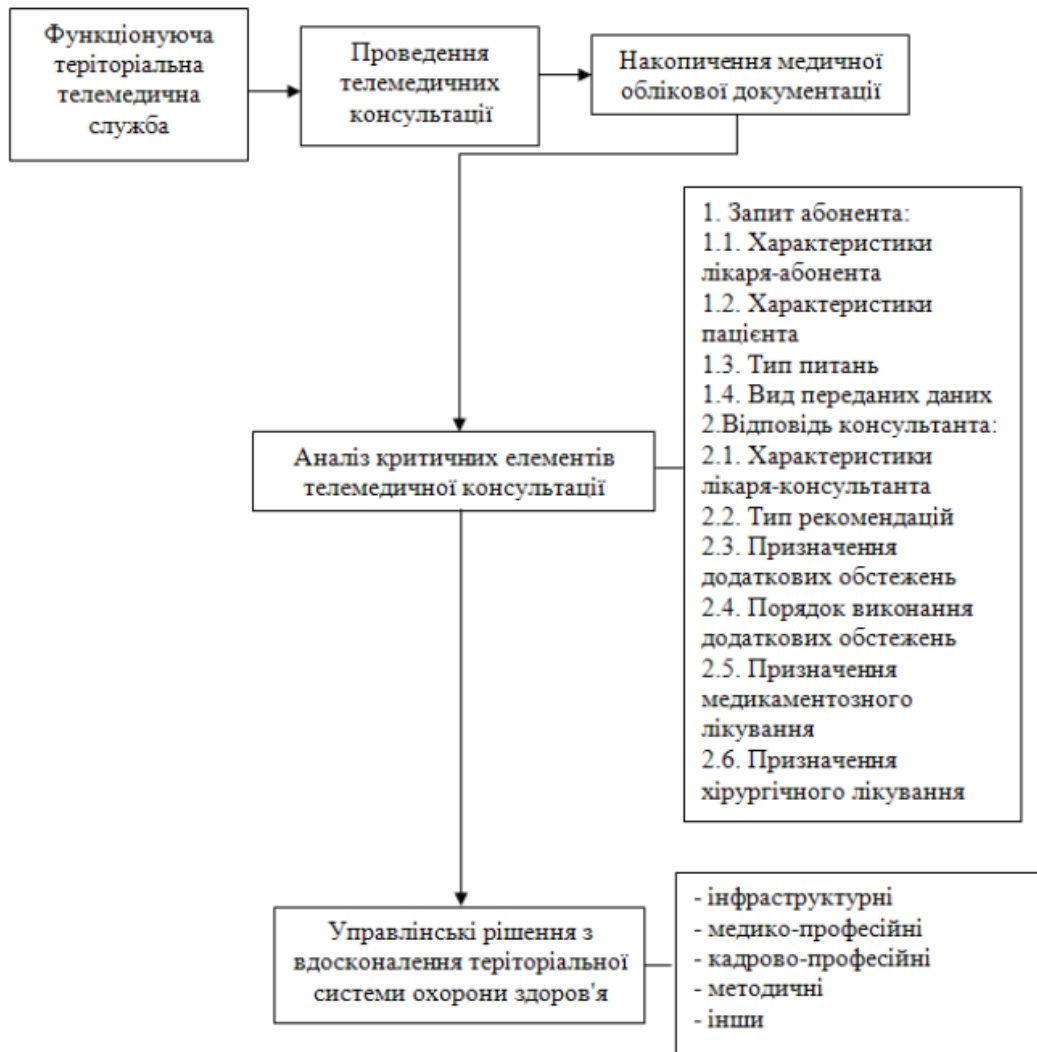 Функціонуюча
теріторіальна
телемедична
служба
Проведення
телемедичних
консультації
Накопичення медичної
облікової документації
1. Запит абонента:
1.1. Характеристики
лікаря-абонента
1.2. Характеристики
пацієнта
1.3. Тип питань
1.4. Вид переданих даних
2.Відповідь консультанта:
2.1. Характеристики
лікаря-консультанта
2.2. Тип рекомендацій
2.3. Призначення
додаткових обстежень
2.4. Порядок виконання
додаткових обстежень
2.5. Призначення
медикаментозного
лікування
2.6. Призначення
хірургічного лікування
Аналіз критичних елементів
телемедичної консультації
Управлінські рішення з
вдосконалення теріторіальної
системи охорони здоров'я
- інфраструктурні
- медико-професійні
- кадрово-професійні
- методичні
- інши